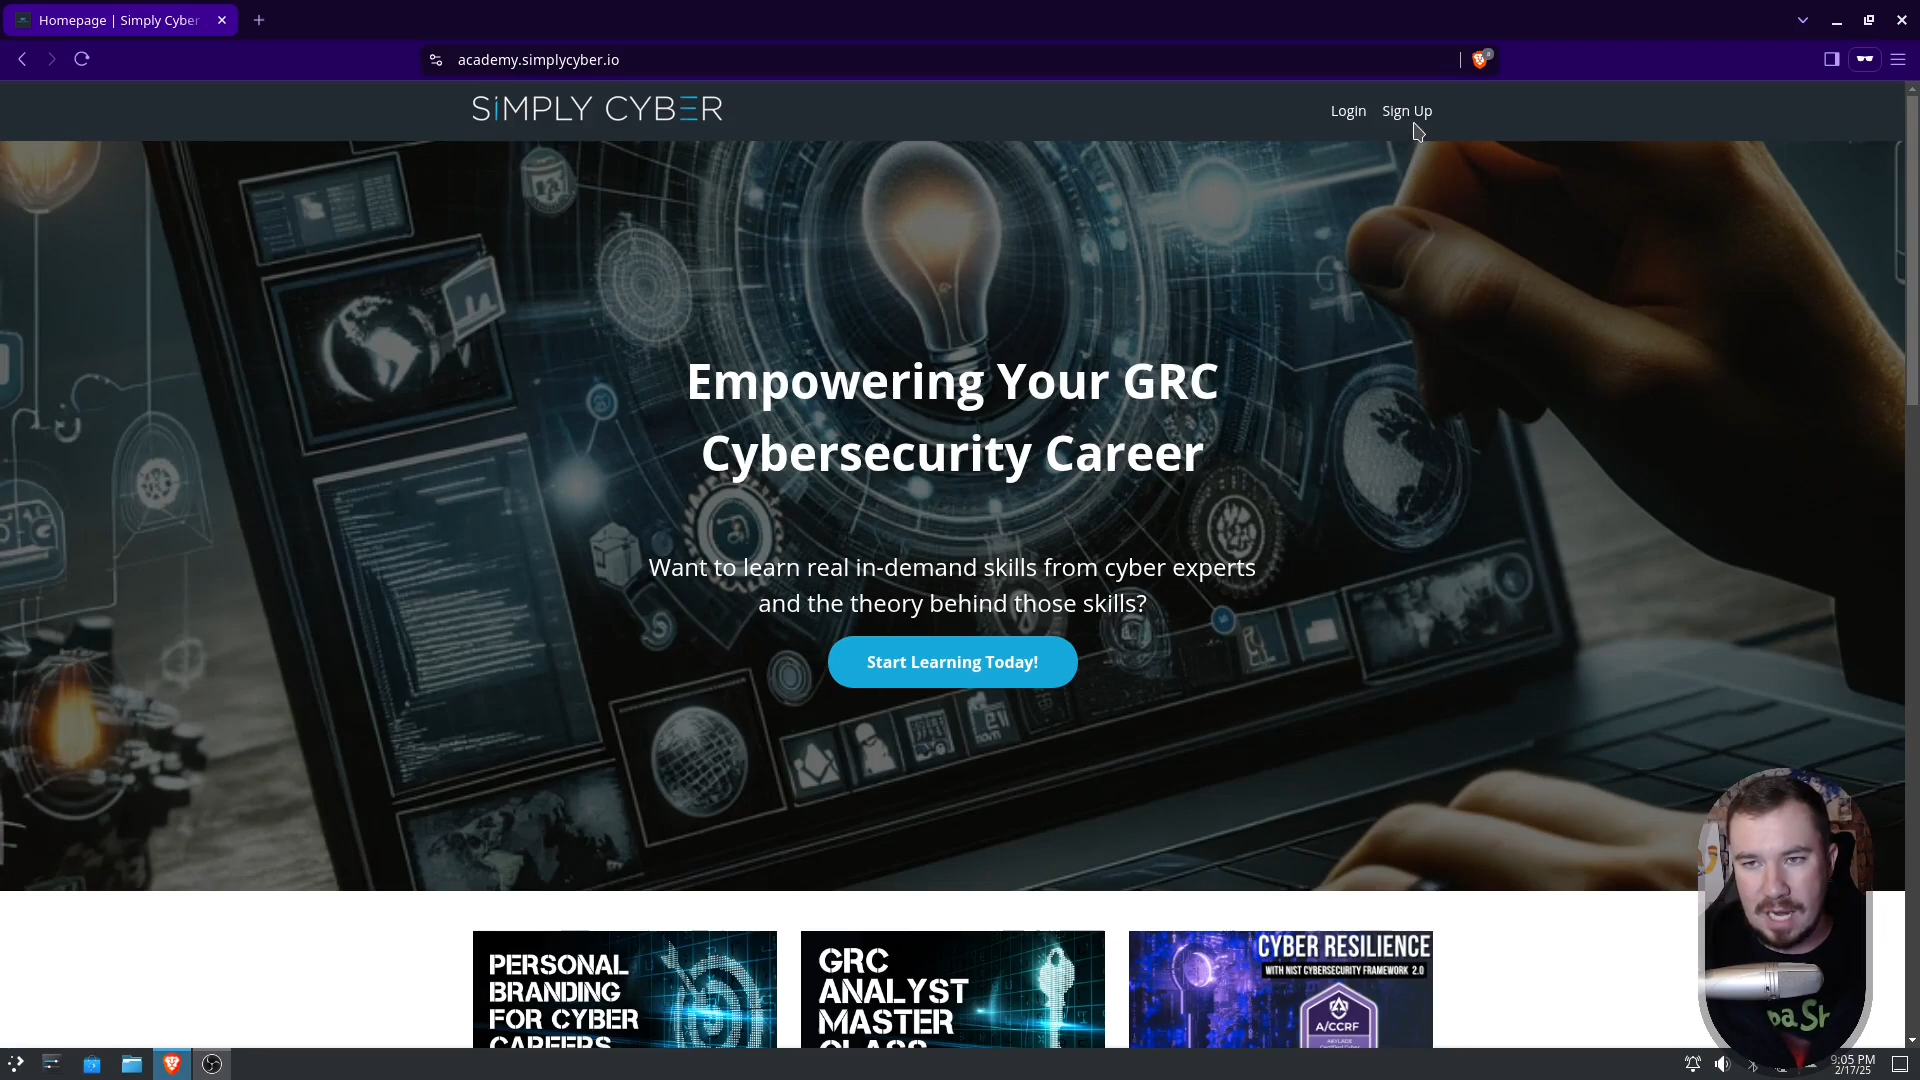 Homepage | Simply Cyber
academy.simplycyber.io
SiMPLY CYBER
Login
Sign Up
Empowering Your GRC
Cybersecurity Career
Want to learn real in-demand skills from cyber experts
and the theory behind those skills?
Start Learning Today!
PERSONAL
BRANDING
FOR CYBER
CAREERS
GRC
ANALYST
MASTER
CLASS
CYBER RESILIENCE
WITH NIST CYBERSECURITY FRAMEWORK 2.0
A/CCRF
9:05 PM
2/17/25